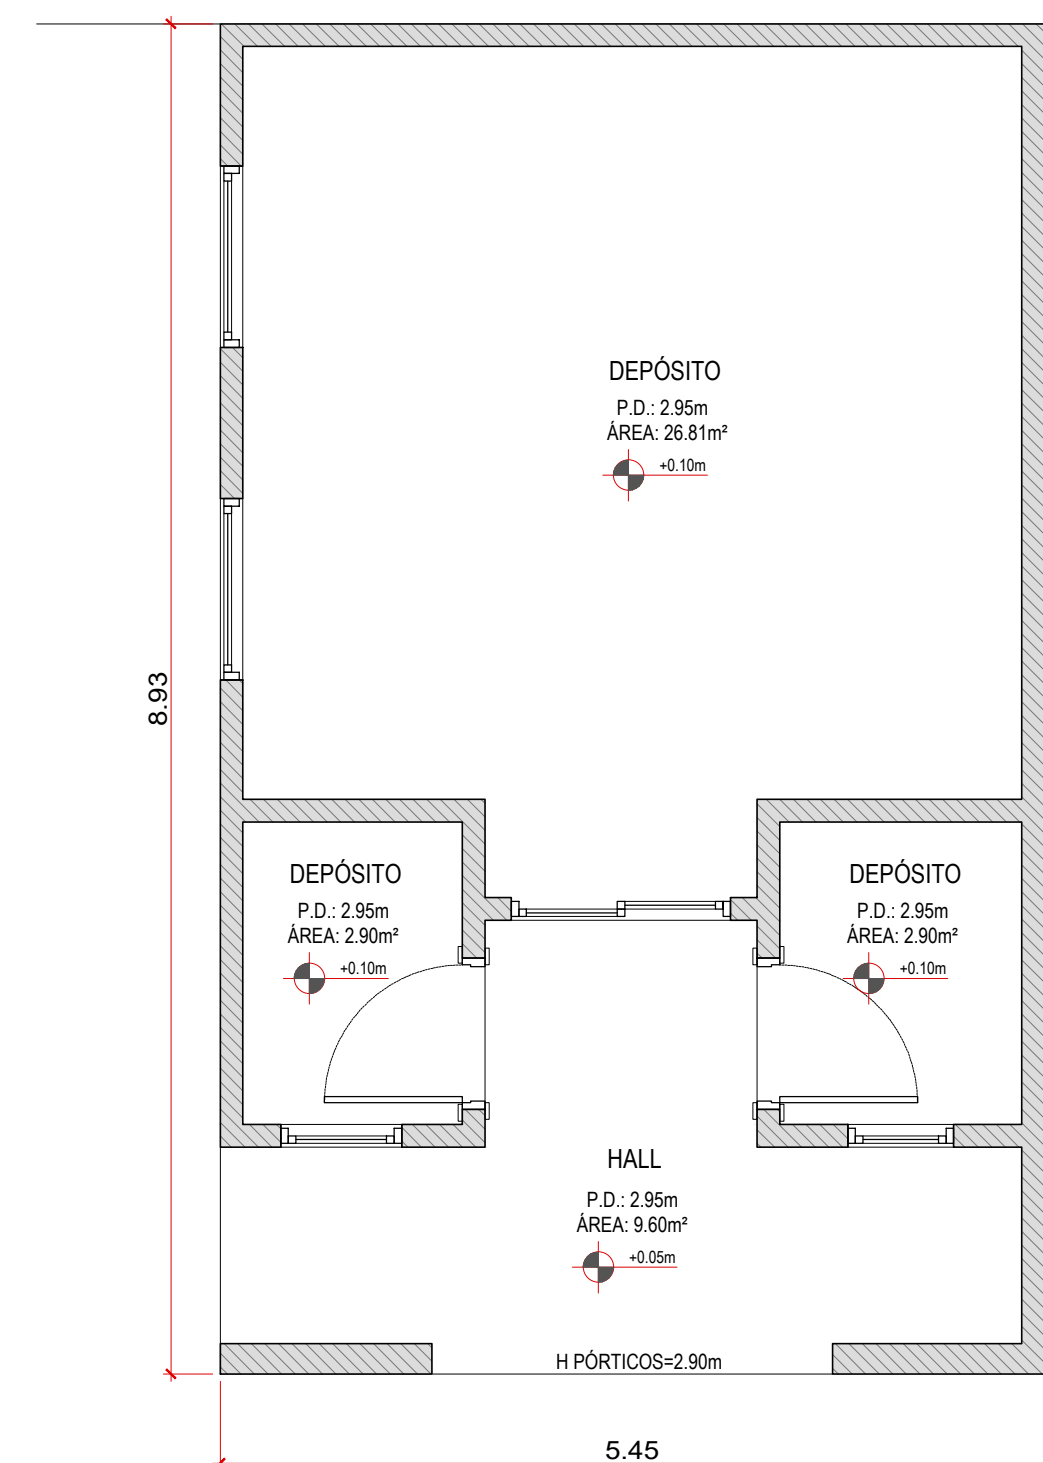 DEPÓSITO
P.D.: 2.95m
ÁREA: 26.81m²
+0.10m
8.93
DEPÓSITO
P.D.: 2.95m
ÁREA: 2.90m²
+0.10m
DEPÓSITO
P.D.: 2.95m
ÁREA: 2.90m²
+0.10m
HALL
P.D.: 2.95m
ÁREA: 9.60m²
+0.05m
H PÓRTICOS=2.90m
5.45